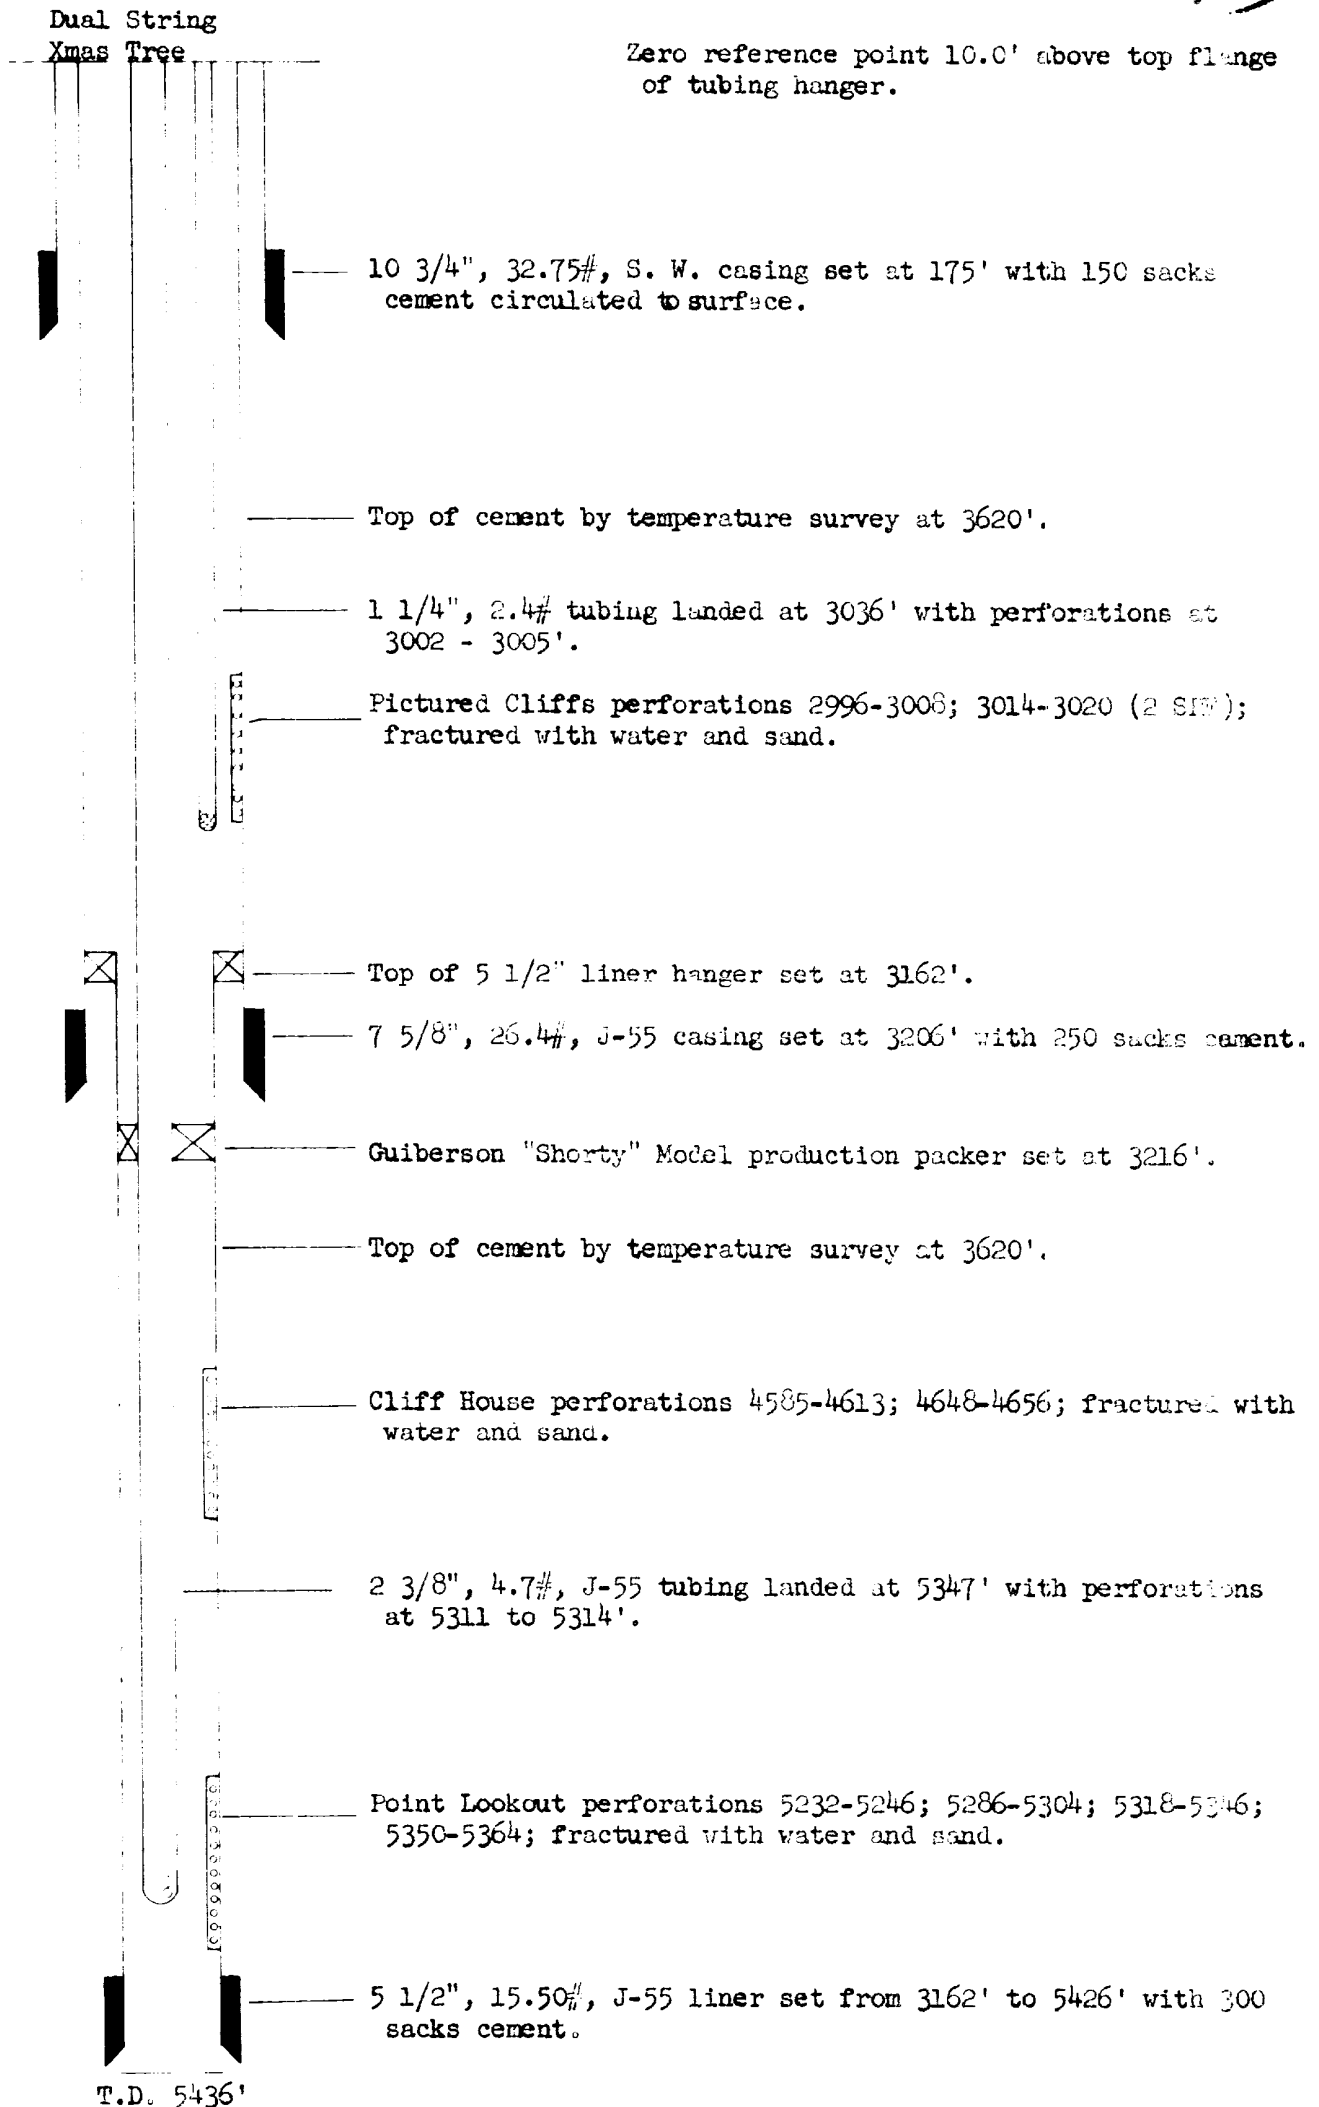 Dual String
Xmas Tree
Zero reference point 10.0' above top flange
of tubing hanger.
10 3/4", 32.75#, S. W. casing set at 175' with 150 sacks
cement circulated to surface.
Top of cement by temperature survey at 3620'.
1 1/4", 2.4# tubing landed at 3036' with perforations at
3002 - 3005'.
Pictured Cliffs perforations 2996-3008; 3014-3020 (2 );
fractured with water and sand.
Top of 5 1/2" liner hanger set at 3162'.
7 5/8", 26.4#, J-55 casing set at 3206' with 250 sacks cement.
Guiberson "Shorty" Model production packer set at 3216'.
Top of cement by temperature survey at 3620'.
Cliff House perforations 4585-4613; 4648-4656; fractured with
water and sand.
2 3/8", 4.7#, J-55 tubing landed at 5347' with perforations
at 5311 to 5314'.
Point Lookout perforations 5232-5246; 5286-5304; 5318-5346;
5350-5364; fractured with water and sand.
5 1/2", 15.50#, J-55 liner set from 3162' to 5426' with 300
sacks cement.
T.D. 5436'